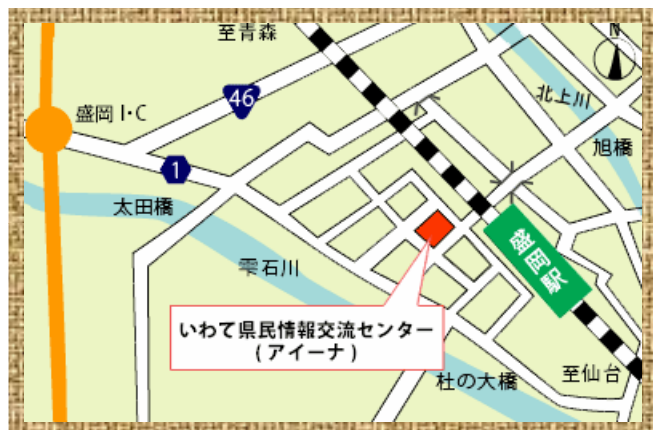 至青森
N
46
盛岡 I・C
北上川
旭橋
1
太田橋
盛岡駅
雫石川
いわて県民情報交流センター
(アイーナ)
杜の大橋
至仙台